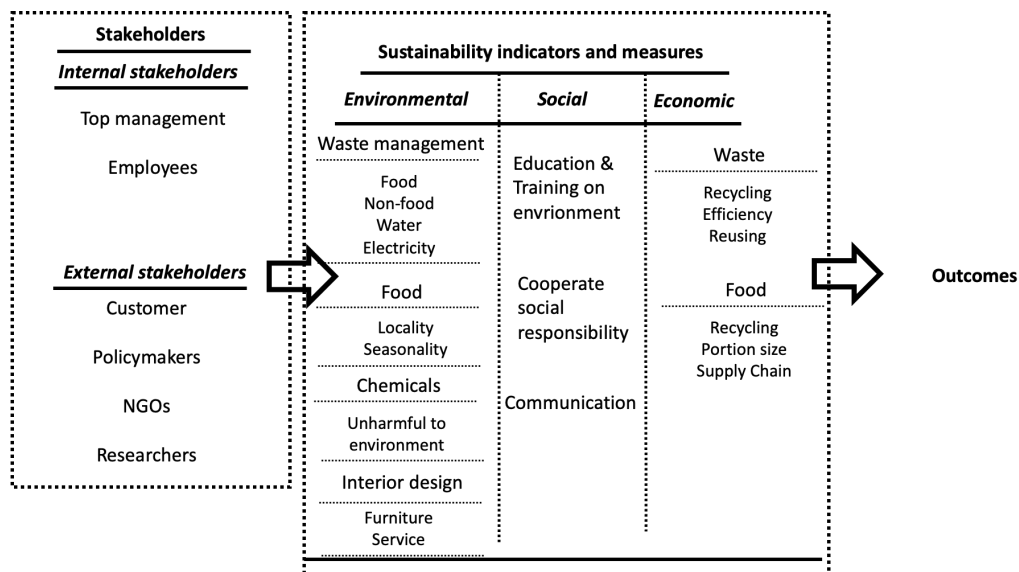 Stakeholders
Internal stakeholders
Top management
Employees
External stakeholders
Customer
Policymakers
NGOs
Researchers
Sustainability indicators and measures
Environmental
Social
Economic
Waste management
Food
Non-food
Water
Electricity
Food
Locality
Seasonality
Chemicals
Unharmful to
environment
Interior design
Furniture
Service
Education &
Training on
envrionment
Cooperate
social
responsibility
Communication
Waste
Recycling
Efficiency
Reusing
Food
Recycling
Portion size
Supply Chain
Outcomes